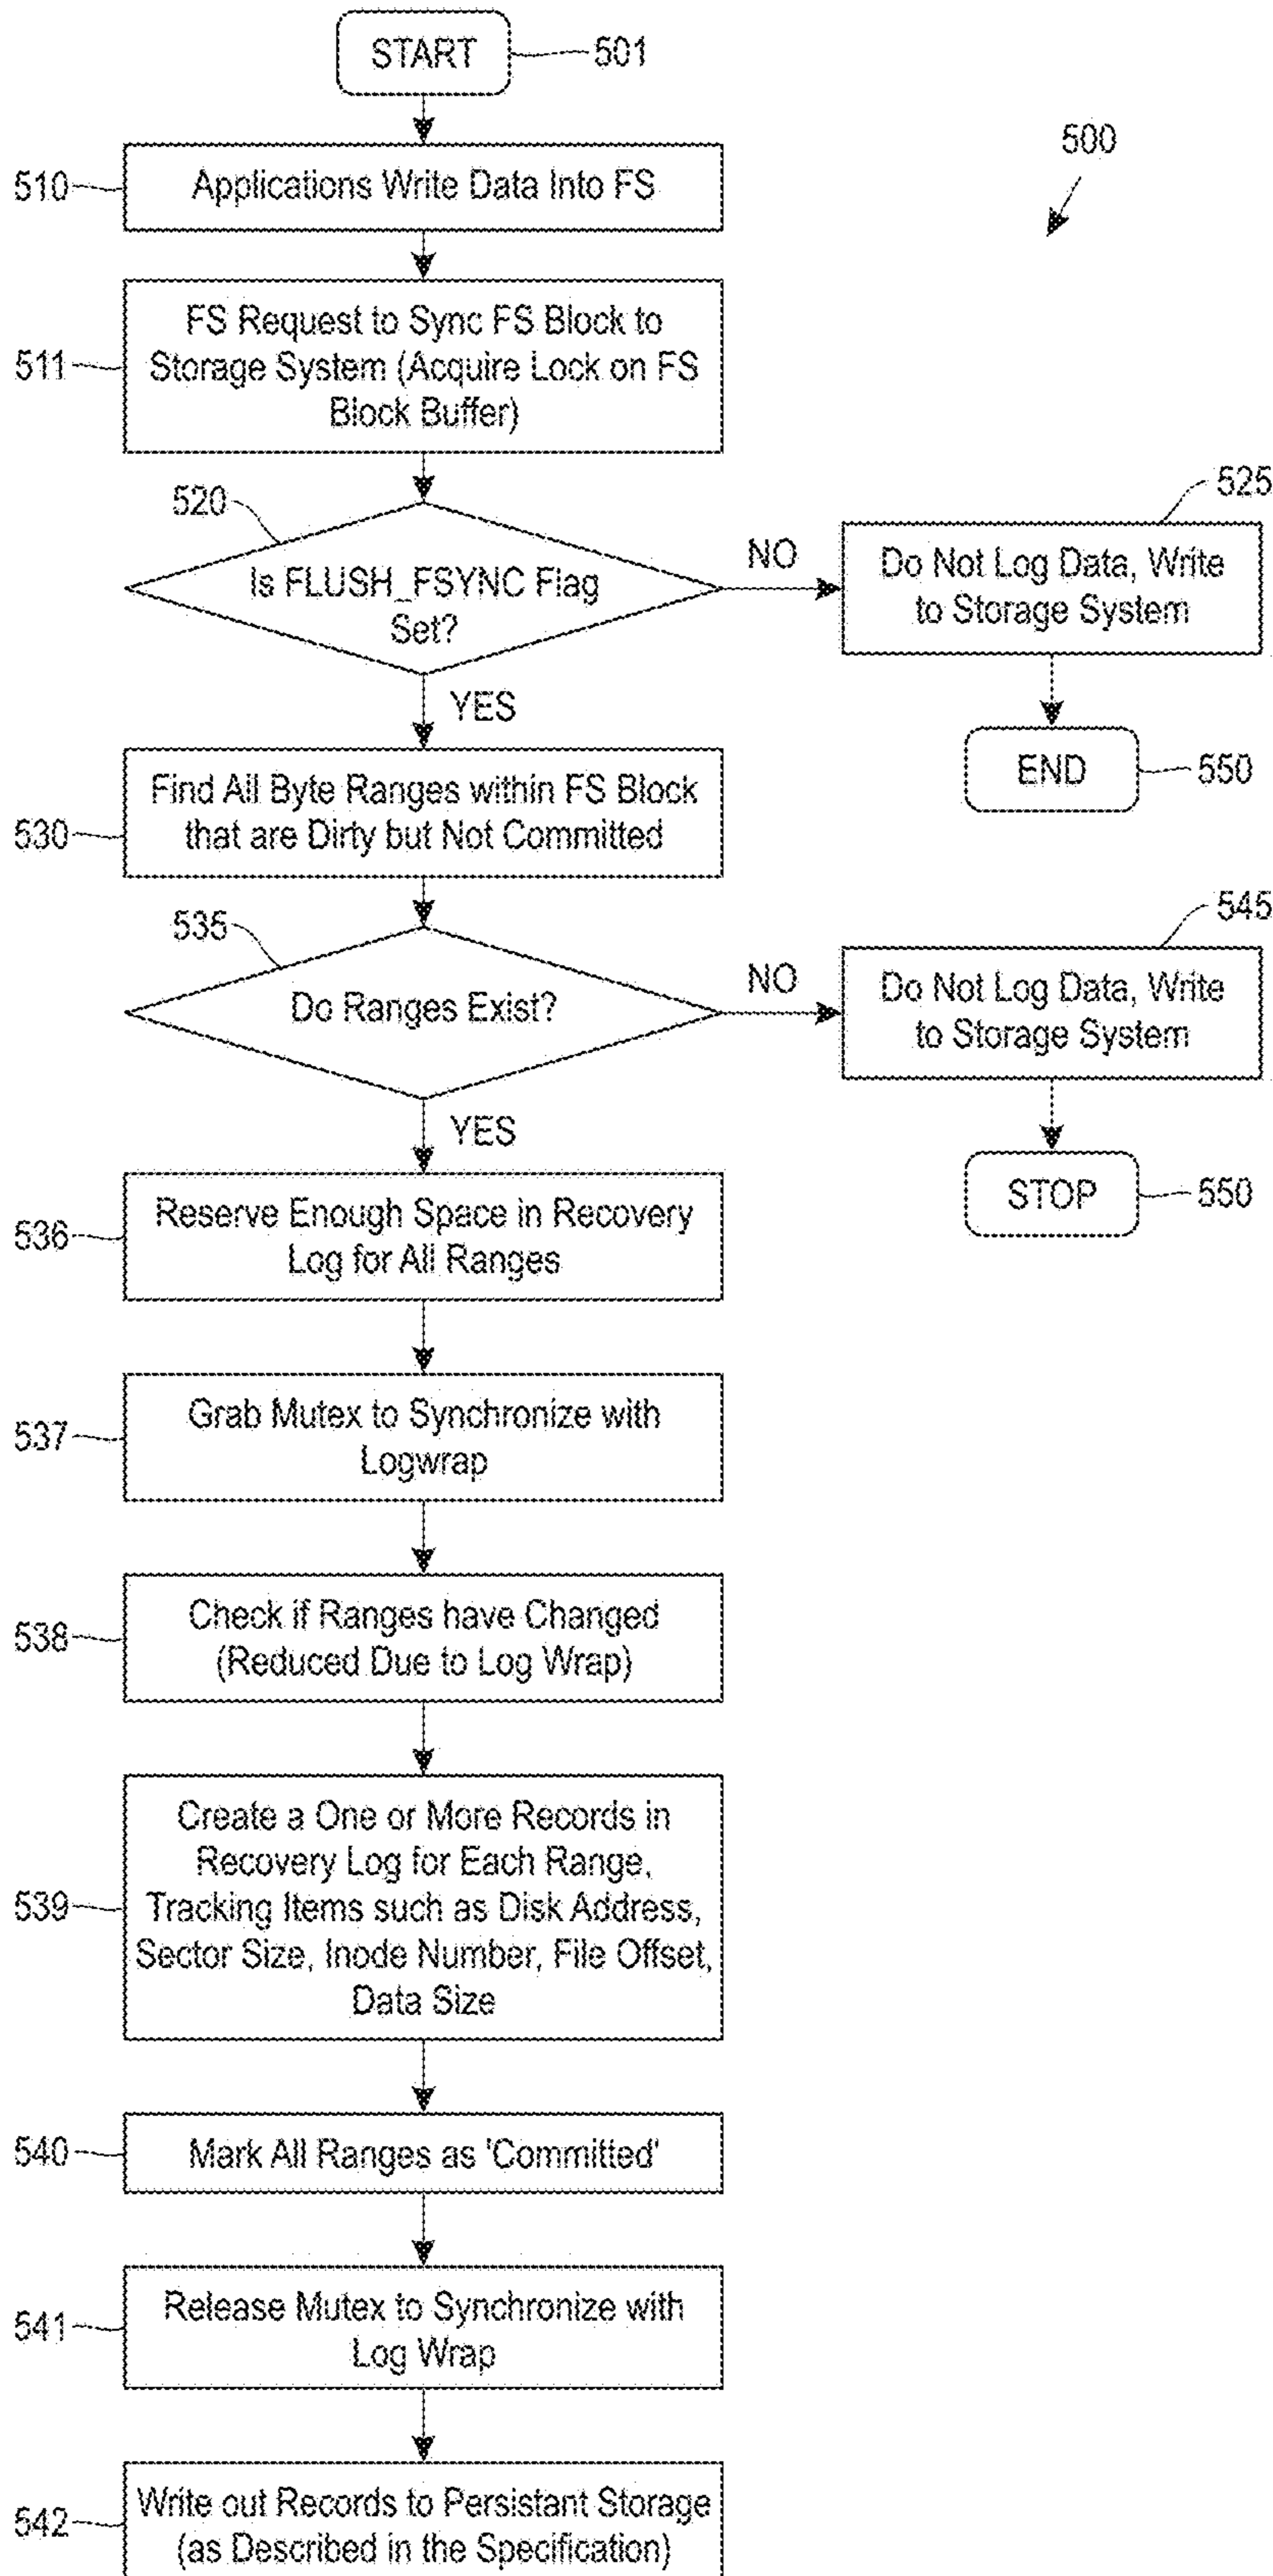 START
501
500
510
Applications Write Data Into FS
511
FS Request to Sync FS Block to
Storage System (Acquire Lock on FS
Block Buffer)
520
Is FLUSH_FSYNC Flag
Set?
NO
525
Do Not Log Data, Write
to Storage System
END
550
YES
530
Find All Byte Ranges within FS Block
that are Dirty but Not Committed
535
Do Ranges Exist?
NO
545
Do Not Log Data, Write
to Storage System
STOP
550
YES
536
Reserve Enough Space in Recovery
Log for All Ranges
537
Grab Mutex to Synchronize with
Logwrap
538
Check if Ranges have Changed
(Reduced Due to Log Wrap)
539
Create a One or More Records in
Recovery Log for Each Range,
Tracking Items such as Disk Address,
Sector Size, Inode Number, File Offset,
Data Size
540
Mark All Ranges as 'Committed'
541
Release Mutex to Synchronize with
Log Wrap
542
Write out Records to Persistant Storage
(as Described in the Specification)